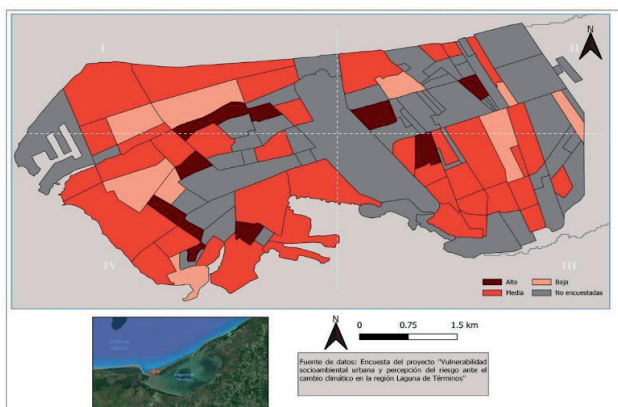 I
II
N
IV
III
Alta
Baja
Media
No encuestadas
N
0 0.75 1.5 km
Fuente de datos: Encuesta del proyecto "Vulnerabilidad
socioambiental urbana y percepción del riesgo ante el
cambio climático en la región Laguna de Términos"